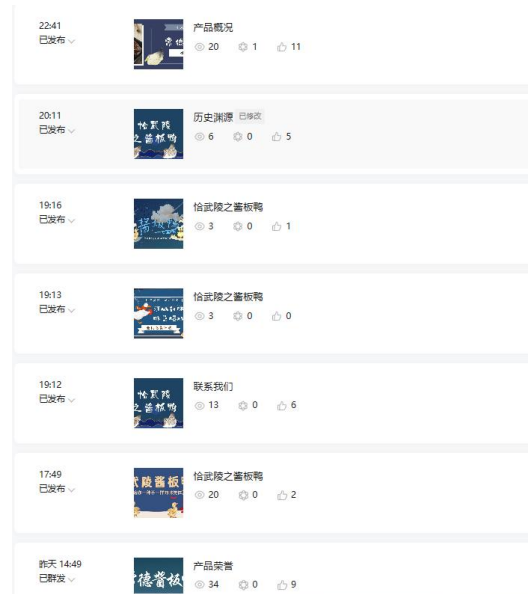 22:41
产品概况
已发布
20 1 11
20:11
历史渊源 已修改
已发布
6 0 5
恰武陵
之酱板鸭
19:16
恰武陵之酱板鸭
已发布
3 0 1
酱板鸭
19:13
恰武陵之酱板鸭
已发布
3 0 0
19:12
联系我们
已发布
13 0 6
恰武陵
之酱板鸭
17:49
恰武陵之酱板鸭
已发布
20 0 2
武陵酱板
昨天 14:49
产品荣誉
已群发
34 0 9
常德酱板